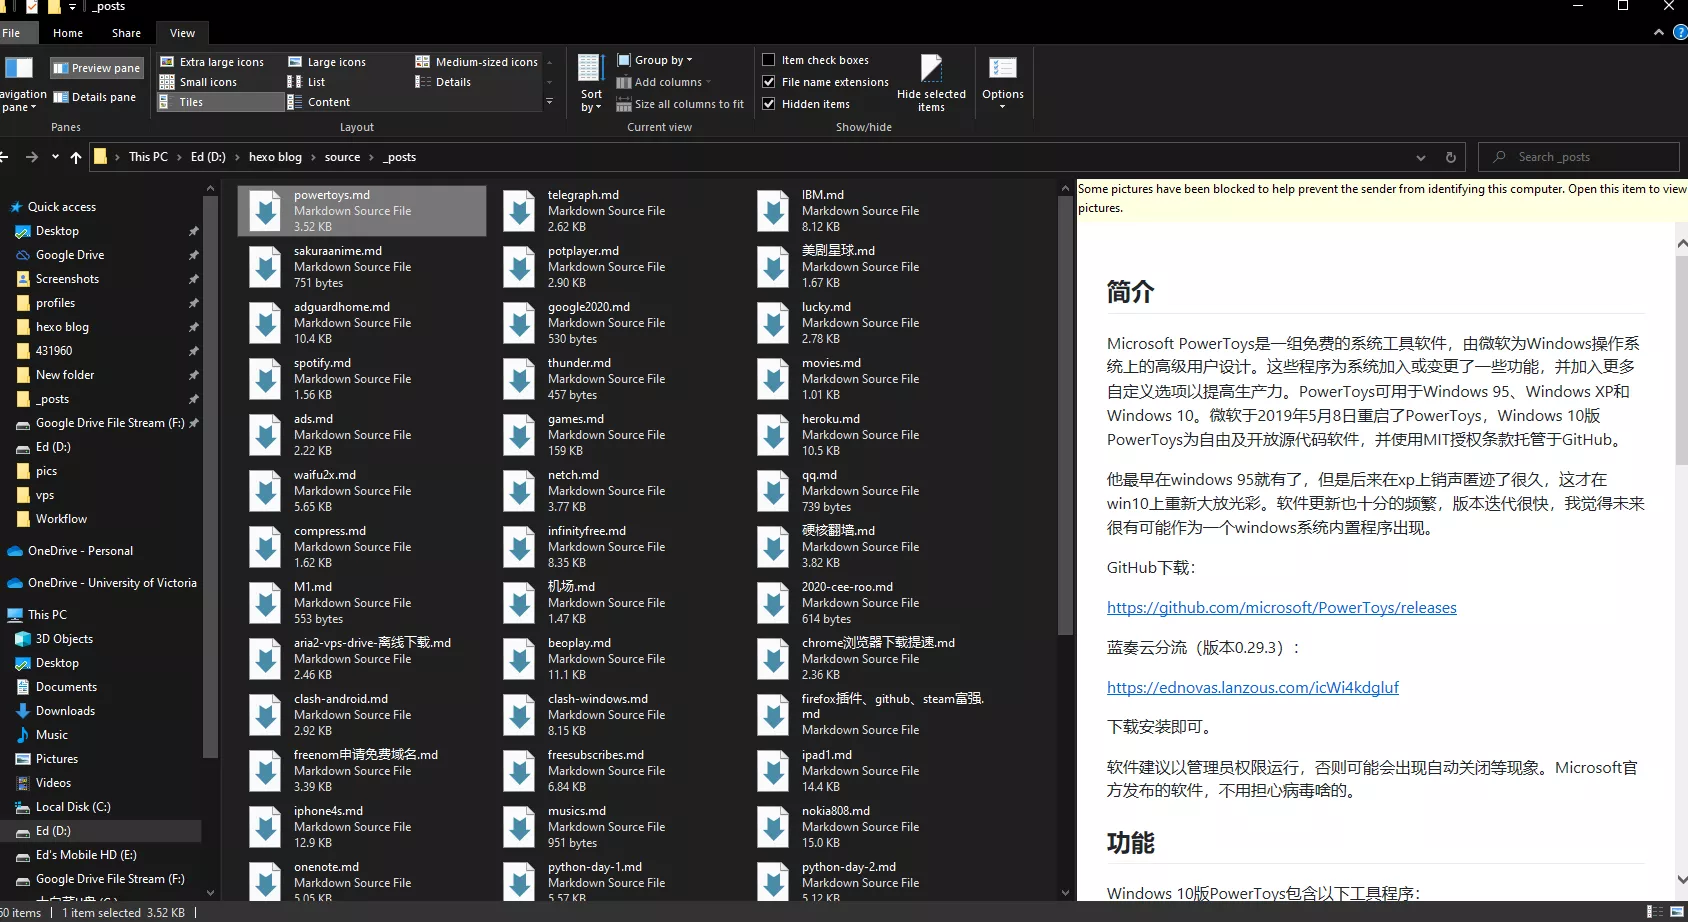 _posts
File
Home
Share
View
Preview pane
Details pane
avigation
pane
Panes
Extra large icons
Large icons
Medium-sized icons
Small icons
List
Details
Tiles
Content
Layout
Sort
by
Group by
Add columns
Size all columns to fit
Current view
Item check boxes
File name extensions
Hidden items
Hide selected
items
Show/hide
Options
This PC
Ed (D:)
hexo blog
source
_posts
Search _posts
Quick access
Desktop
Google Drive
Screenshots
profiles
hexo blog
431960
New folder
_posts
Google Drive File Stream (F:)
Ed (D:)
pics
vps
Workflow
OneDrive - Personal
OneDrive - University of Victoria
This PC
3D Objects
Desktop
Documents
Downloads
Music
Pictures
Videos
Local Disk (C:)
Ed (D:)
Ed's Mobile HD (E:)
Google Drive File Stream (F:)
powertoys.md
Markdown Source File
3.52 KB
telegraph.md
Markdown Source File
2.62 KB
IBM.md
Markdown Source File
8.12 KB
sakuraanime.md
Markdown Source File
751 bytes
potplayer.md
Markdown Source File
2.90 KB
美剧星球.md
Markdown Source File
1.67 KB
adguardhome.md
Markdown Source File
10.4 KB
google2020.md
Markdown Source File
530 bytes
lucky.md
Markdown Source File
2.78 KB
spotify.md
Markdown Source File
1.56 KB
thunder.md
Markdown Source File
457 bytes
movies.md
Markdown Source File
1.01 KB
ads.md
Markdown Source File
2.22 KB
games.md
Markdown Source File
159 KB
heroku.md
Markdown Source File
10.5 KB
waifu2x.md
Markdown Source File
5.65 KB
netch.md
Markdown Source File
3.77 KB
qq.md
Markdown Source File
739 bytes
compress.md
Markdown Source File
1.62 KB
infinityfree.md
Markdown Source File
8.35 KB
硬核翻墙.md
Markdown Source File
3.82 KB
M1.md
Markdown Source File
553 bytes
机场.md
Markdown Source File
1.47 KB
2020-cee-roo.md
Markdown Source File
614 bytes
aria2-vps-drive-离线下载.md
Markdown Source File
2.46 KB
beoplay.md
Markdown Source File
11.1 KB
chrome浏览器下载提速.md
Markdown Source File
2.36 KB
clash-android.md
Markdown Source File
2.92 KB
clash-windows.md
Markdown Source File
8.15 KB
firefox插件、github、steam富强.
md
Markdown Source File
freenom申请免费域名.md
Markdown Source File
3.39 KB
freesubscribes.md
Markdown Source File
6.84 KB
ipad1.md
Markdown Source File
14.4 KB
iphone4s.md
Markdown Source File
12.9 KB
musics.md
Markdown Source File
951 bytes
nokia808.md
Markdown Source File
15.0 KB
onenote.md
Markdown Source File
5.05 KB
python-day-1.md
Markdown Source File
5.57 KB
python-day-2.md
Markdown Source File
5.12 KB
Some pictures have been blocked to help prevent the sender from identifying this computer. Open this item to view
pictures.
简介
Microsoft PowerToys是一组免费的系统工具软件，由微软为Windows操作系
统上的高级用户设计。这些程序为系统加入或变更了一些功能，并加入更多
自定义选项以提高生产力。PowerToys可用于Windows 95、Windows XP和
Windows 10。微软于2019年5月8日重启了PowerToys，Windows 10版
PowerToys为自由及开放源代码软件，并使用MIT授权条款托管于GitHub。
他最早在windows 95就有了，但是后来在xp上销声匿迹了很久，这才在
win10上重新大放光彩。软件更新也十分的频繁，版本迭代很快，我觉得未来
很有可能作为一个windows系统内置程序出现。
GitHub下载：
https://github.com/microsoft/PowerToys/releases
蓝奏云分流（版本0.29.3）：
https://ednovas.lanzous.com/icWi4kdgluf
下载安装即可。
软件建议以管理员权限运行，否则可能会出现自动关闭等现象。Microsoft官
方发布的软件，不用担心病毒啥的。
功能
Windows 10版PowerToys包含以下工具程序：
60 items
1 item selected 3.52 KB